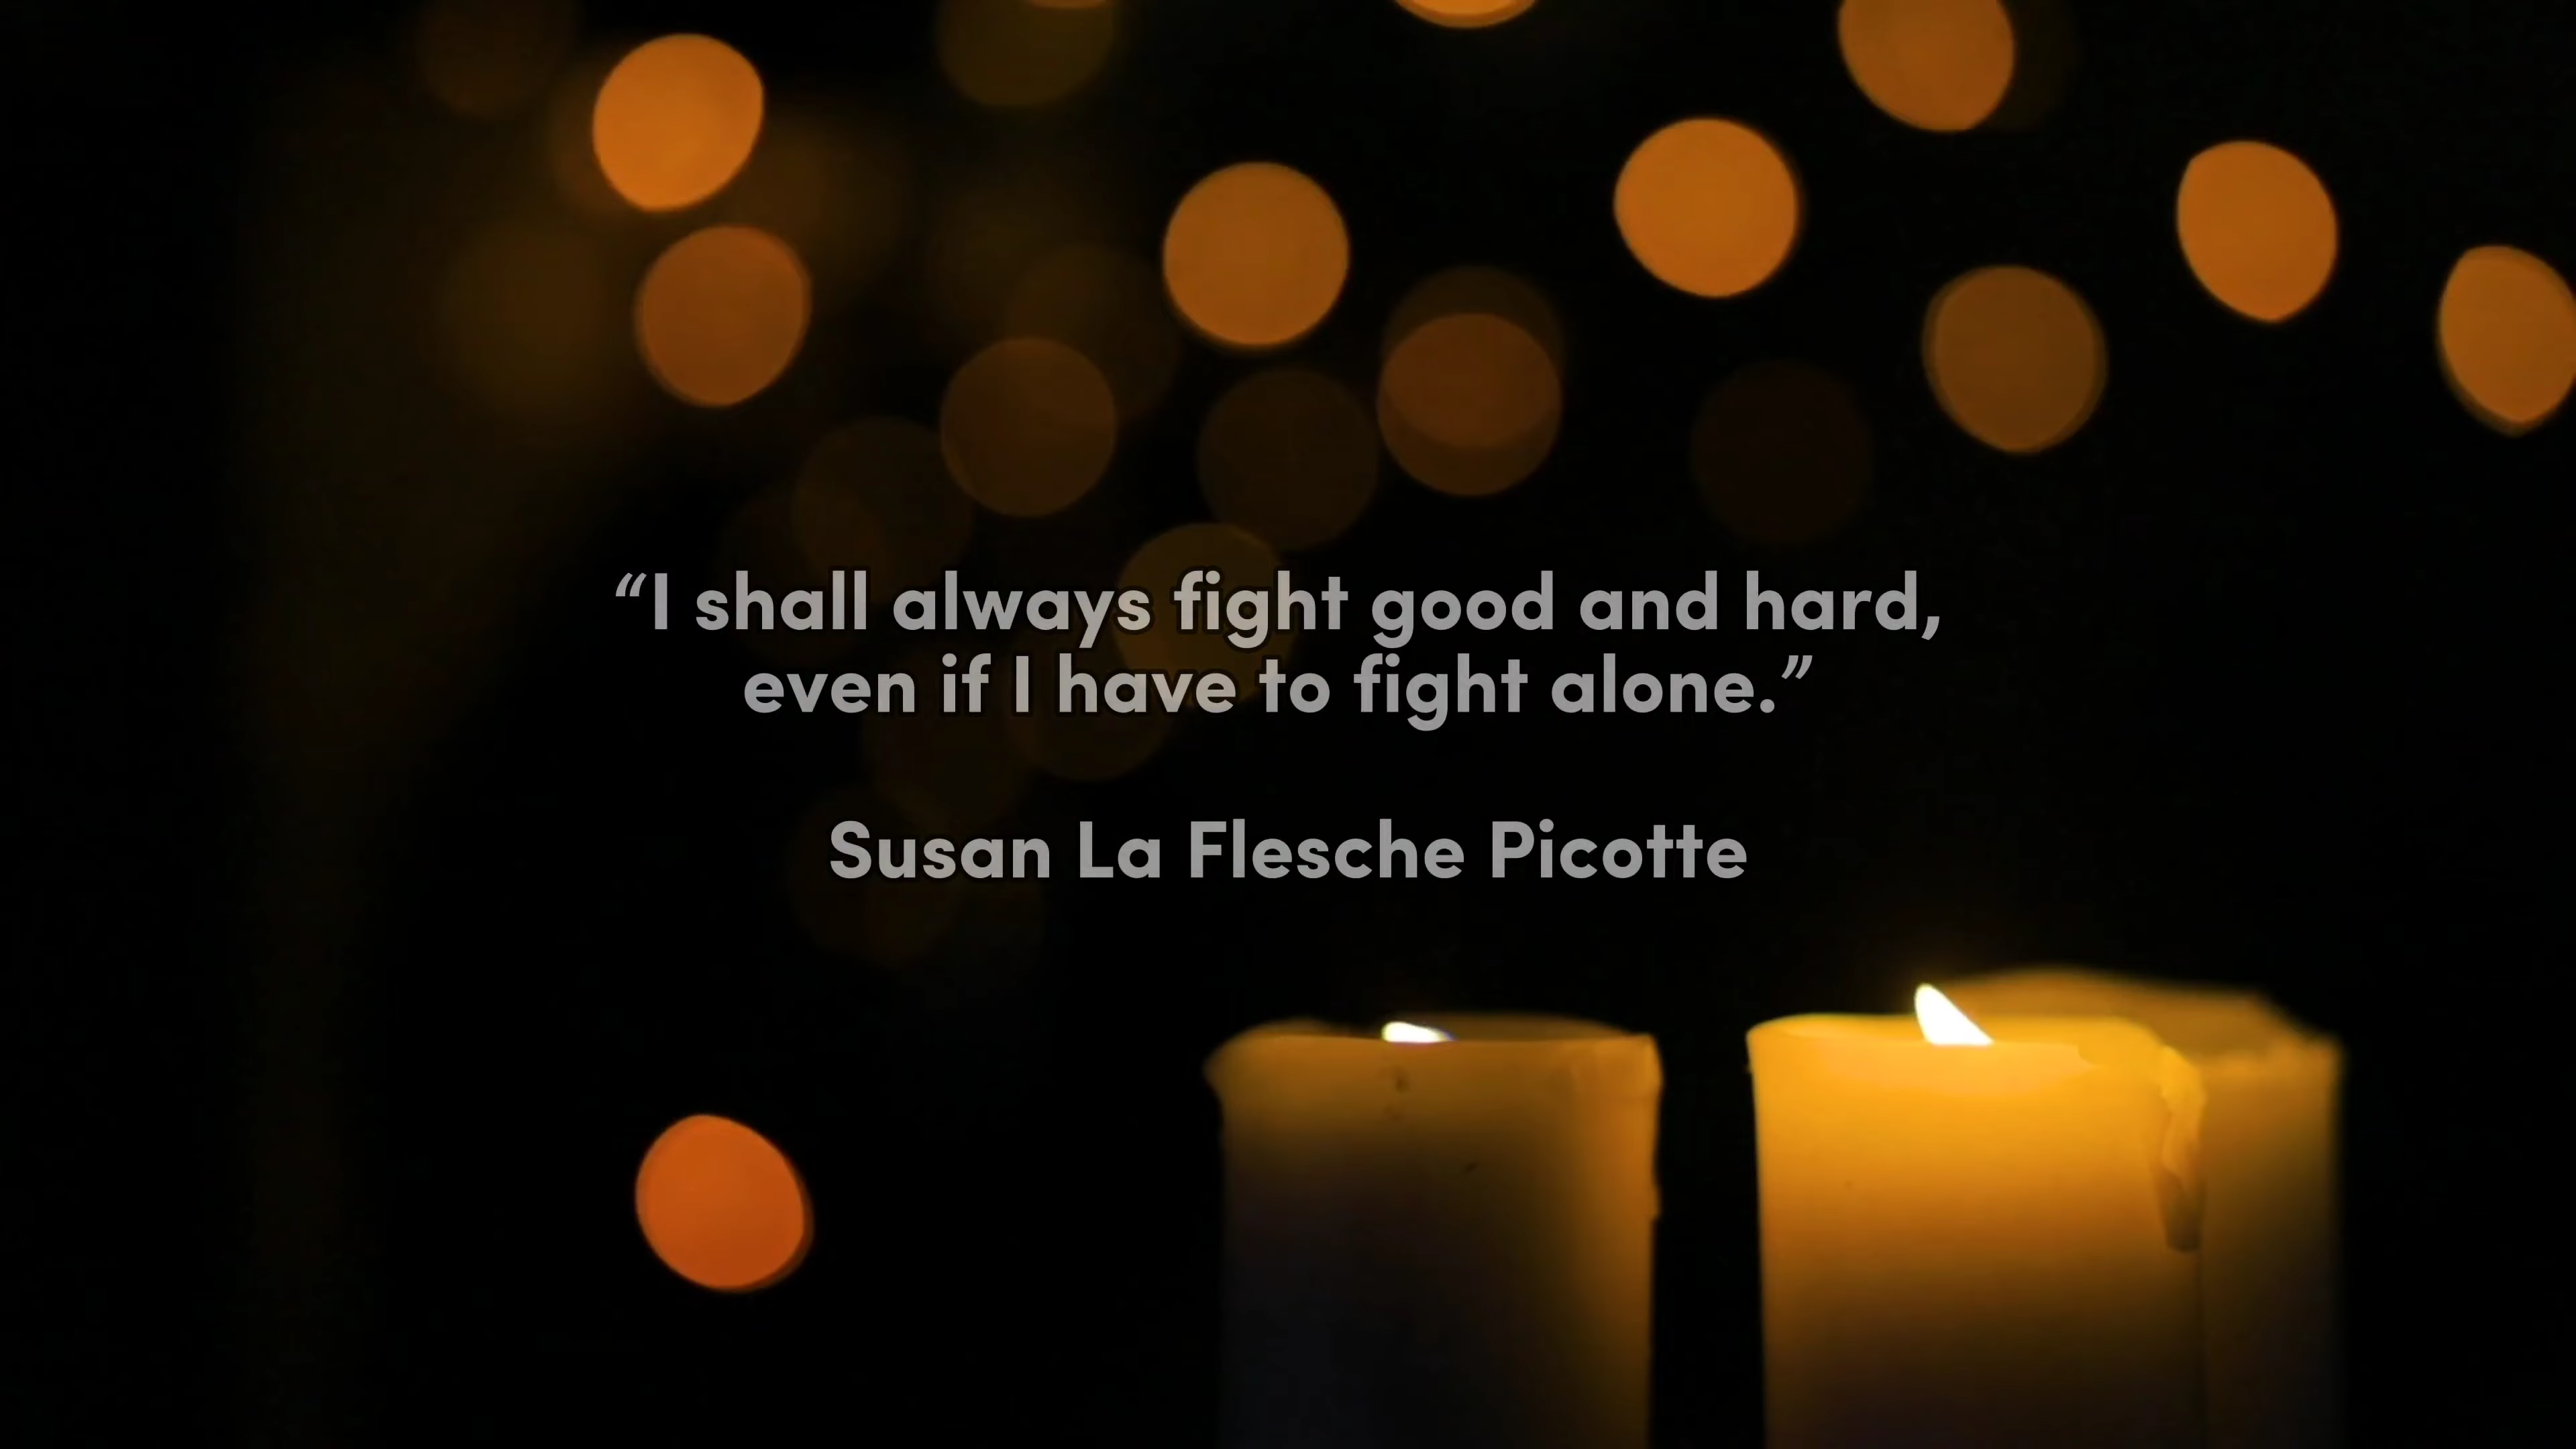 “I shall always fight good and hard,
even if I have to fight alone.”
Susan La Flesche Picotte